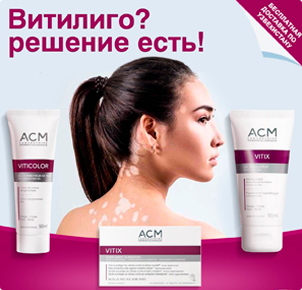 Витилиго?
решение есть!
БЕСПЛАТНАЯ
ДОСТАВКА ПО
УЗБЕКИСТАНУ
ACM
VITICOLOR
ACM
VITIX
ACM
VITIX